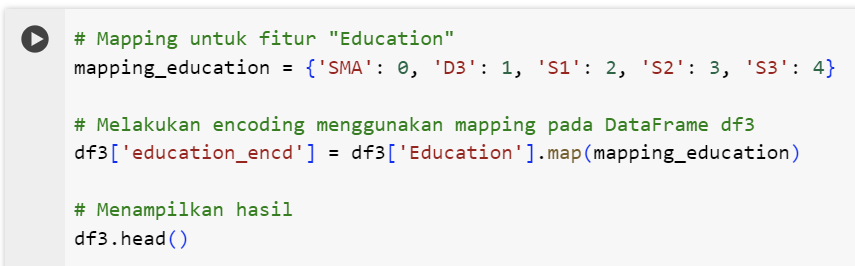 # Mapping untuk fitur "Education"
mapping_education = {'SMA': 0, 'D3': 1, 'S1': 2, 'S2': 3, 'S3': 4}
# Melakukan encoding menggunakan mapping pada DataFrame df3
df3['education_encd'] = df3['Education'].map(mapping_education)
# Menampilkan hasil
df3.head()